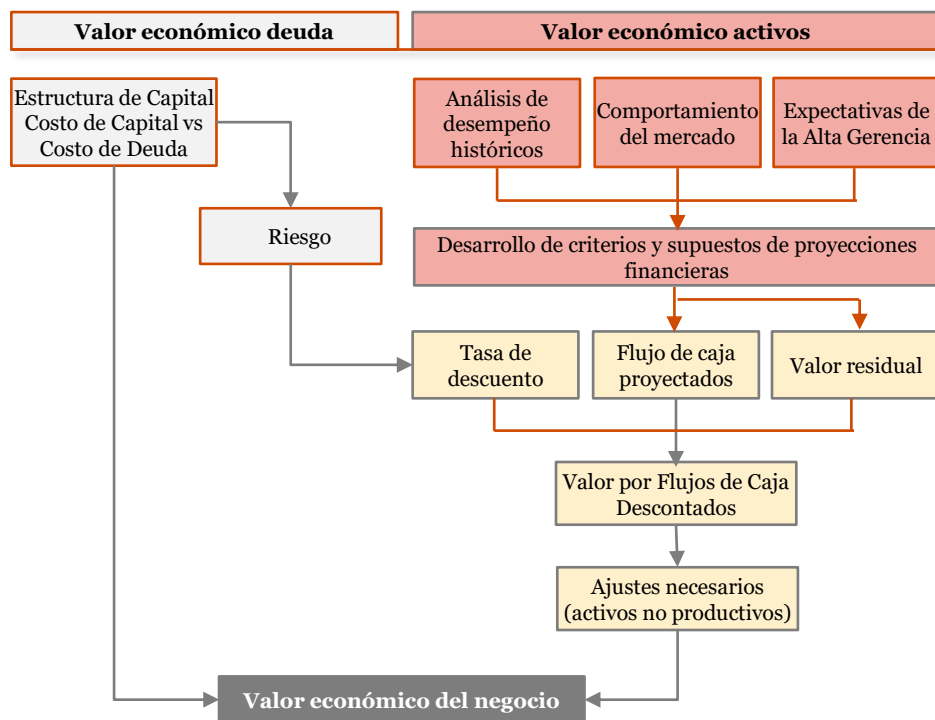 Valor económico deuda
Valor económico activos
Estructura de Capital
Costo de Capital vs
Costo de Deuda
Análisis de
desempeño
históricos
Comportamiento
del mercado
Expectativas de
la Alta Gerencia
Riesgo
Desarrollo de criterios y supuestos de proyecciones
financieras
Tasa de
descuento
Flujo de caja
proyectados
Valor residual
Valor por Flujos de Caja
Descontados
Ajustes necesarios
(activos no productivos)
Valor económico del negocio